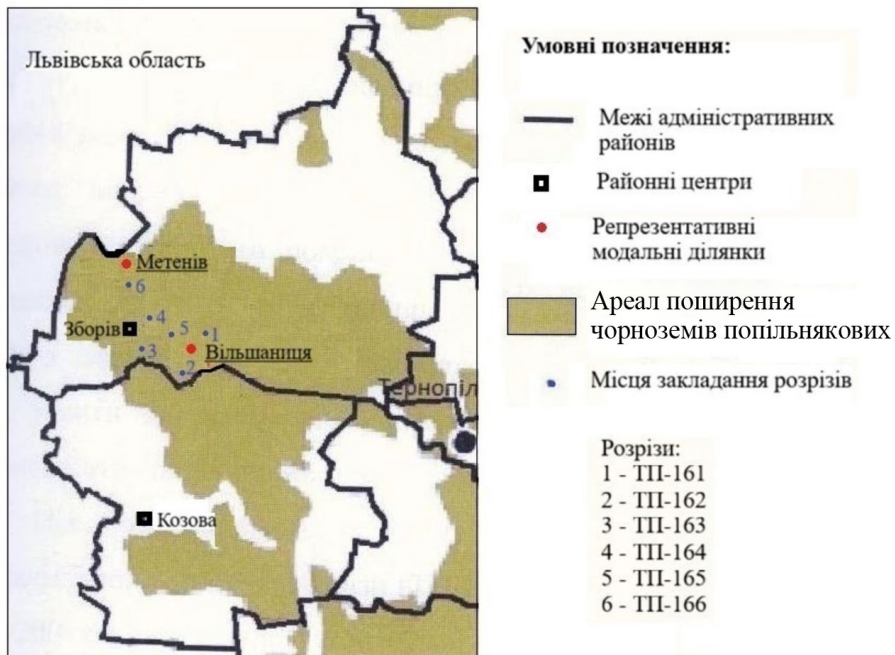 Львівська область
Метенів
6
4
Зборів
5
1
3
Вільшаниця
2
Тернопіл
Козова
Умовні позначення:
Межі адміністративних
районів
Районні центри
Репрезентативні
модальні ділянки
Ареал поширення
чорноземів попільнякових
Місця закладання розрізів
Розрізи:
1 - ТП-161
2 - ТП-162
3 - ТП-163
4 - ТП-164
5 - ТП-165
6 - ТП-166